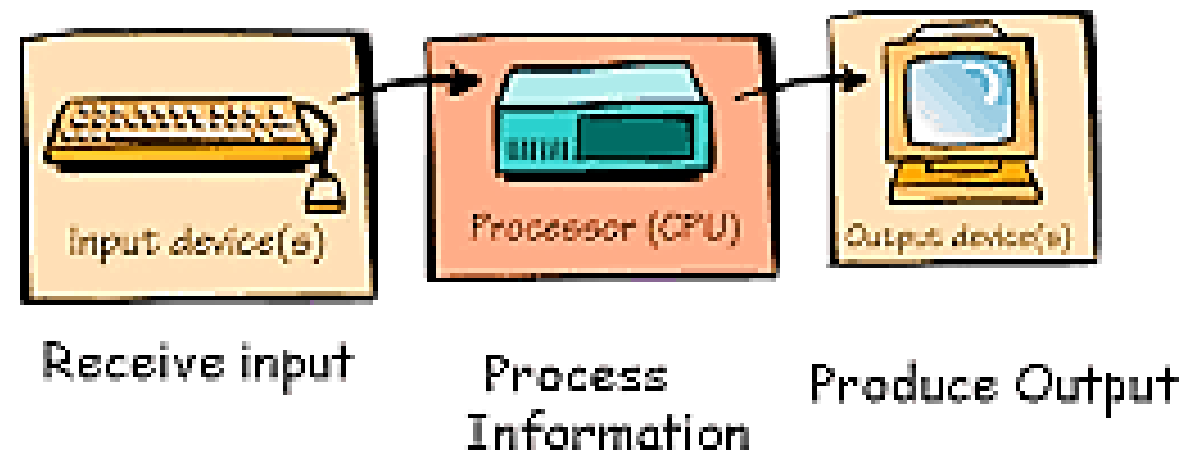 Input device(s)
Processor (CPU)
Output device(s)
Receive input
Process
Information
Produce Output